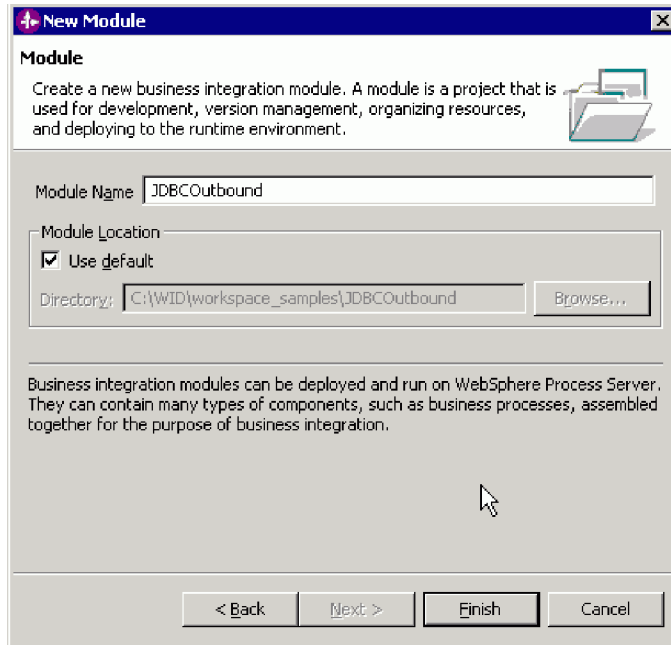 New Module
Module
Create a new business integration module. A module is a project that is
used for development, version management, organizing resources,
and deploying to the runtime environment.
Module Name JDBCOutbound
Module Location
Use default
Directory: C:\WID\workspace_samples\JDBCOutbound Browse...
Business integration modules can be deployed and run on WebSphere Process Server.
They can contain many types of components, such as business processes, assembled
together for the purpose of business integration.
< Back Next > Finish Cancel